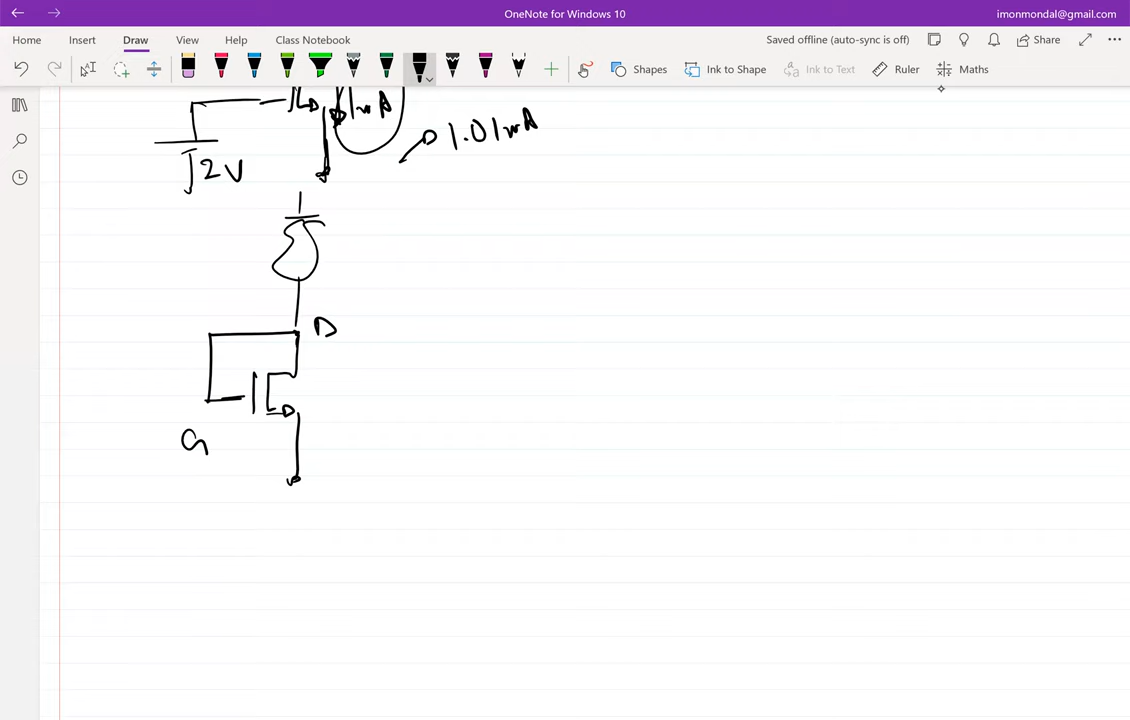 OneNote for Windows 10
imonmondal@gmail.com
Home Insert Draw View Help Class Notebook
Saved offline (auto-sync is off) Share
Shapes Ink to Shape Ink to Text Ruler Maths
1mA
1.01mA
2V
D
G